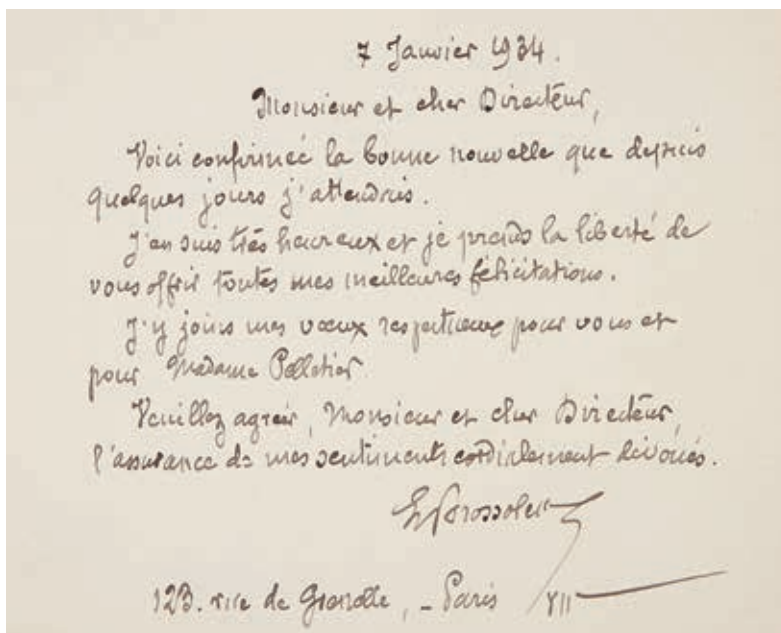 7 Janvier 1934.
Monsieur et cher Directeur,
Voici confirmée la bonne nouvelle que depuis
quelques jours j'attendais.
J'en suis très heureux et je prends la liberté de
vous offrir toutes mes meilleures félicitations.
J'y joins mes vœux respectueux pour vous et
pour Madame Pelletier
Veuillez agréer, Monsieur et cher Directeur,
l'assurance de mes sentiments cordialement dévoués.
Brossolette
123. rue de Grenelle, - Paris VII